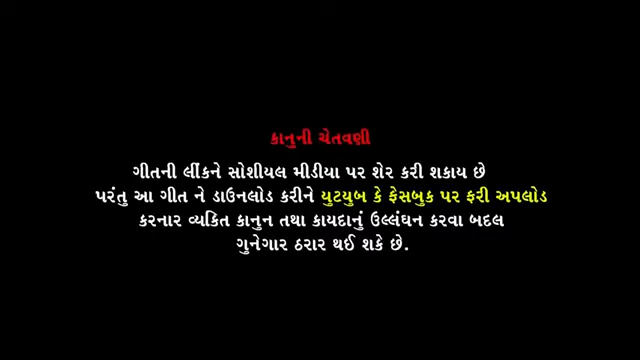 કાનુની ચેતવણી
ગીતની લીંકને સોશીયલ મીડીયા પર શેર કરી શકાય છે
પરંતુ આ ગીત ને ડાઉનલોડ કરીને યુટયુબ કે ફેસબુક પર ફરી અપલોડ
કરનાર વ્યકિત કાનુન તથા કાયદાનું ઉલ્લંઘન કરવા બદલ
ગુનેગાર ઠરાર થઈ શકે છે.